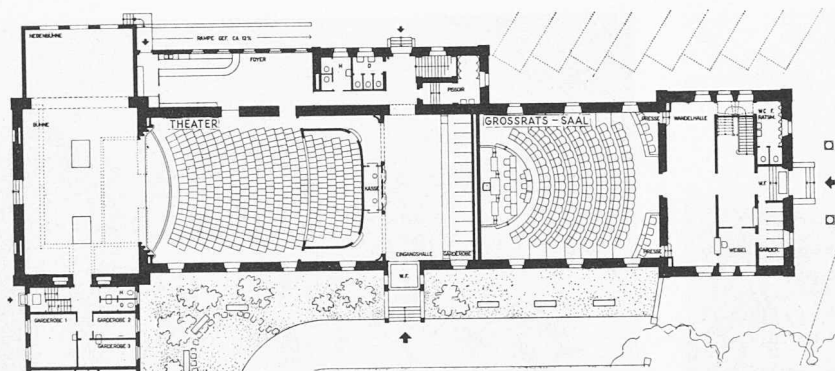 NEBENBÜHNE
RAMPE GEF. CA. 12%
FOYER
H
D
PISSOIR
BÜHNE
THEATER
KASSE
EINGANGSHALLE
GARDEROBE
W.F.
GROSSRATS-SAAL
PRESSE
PRESSE
WANDELHALLE
WC F.
RATSM.
W.F.
WEIBEL
GARDER.
H
D
GARDEROBE 1
GARDEROBE 2
GARDEROBE 3